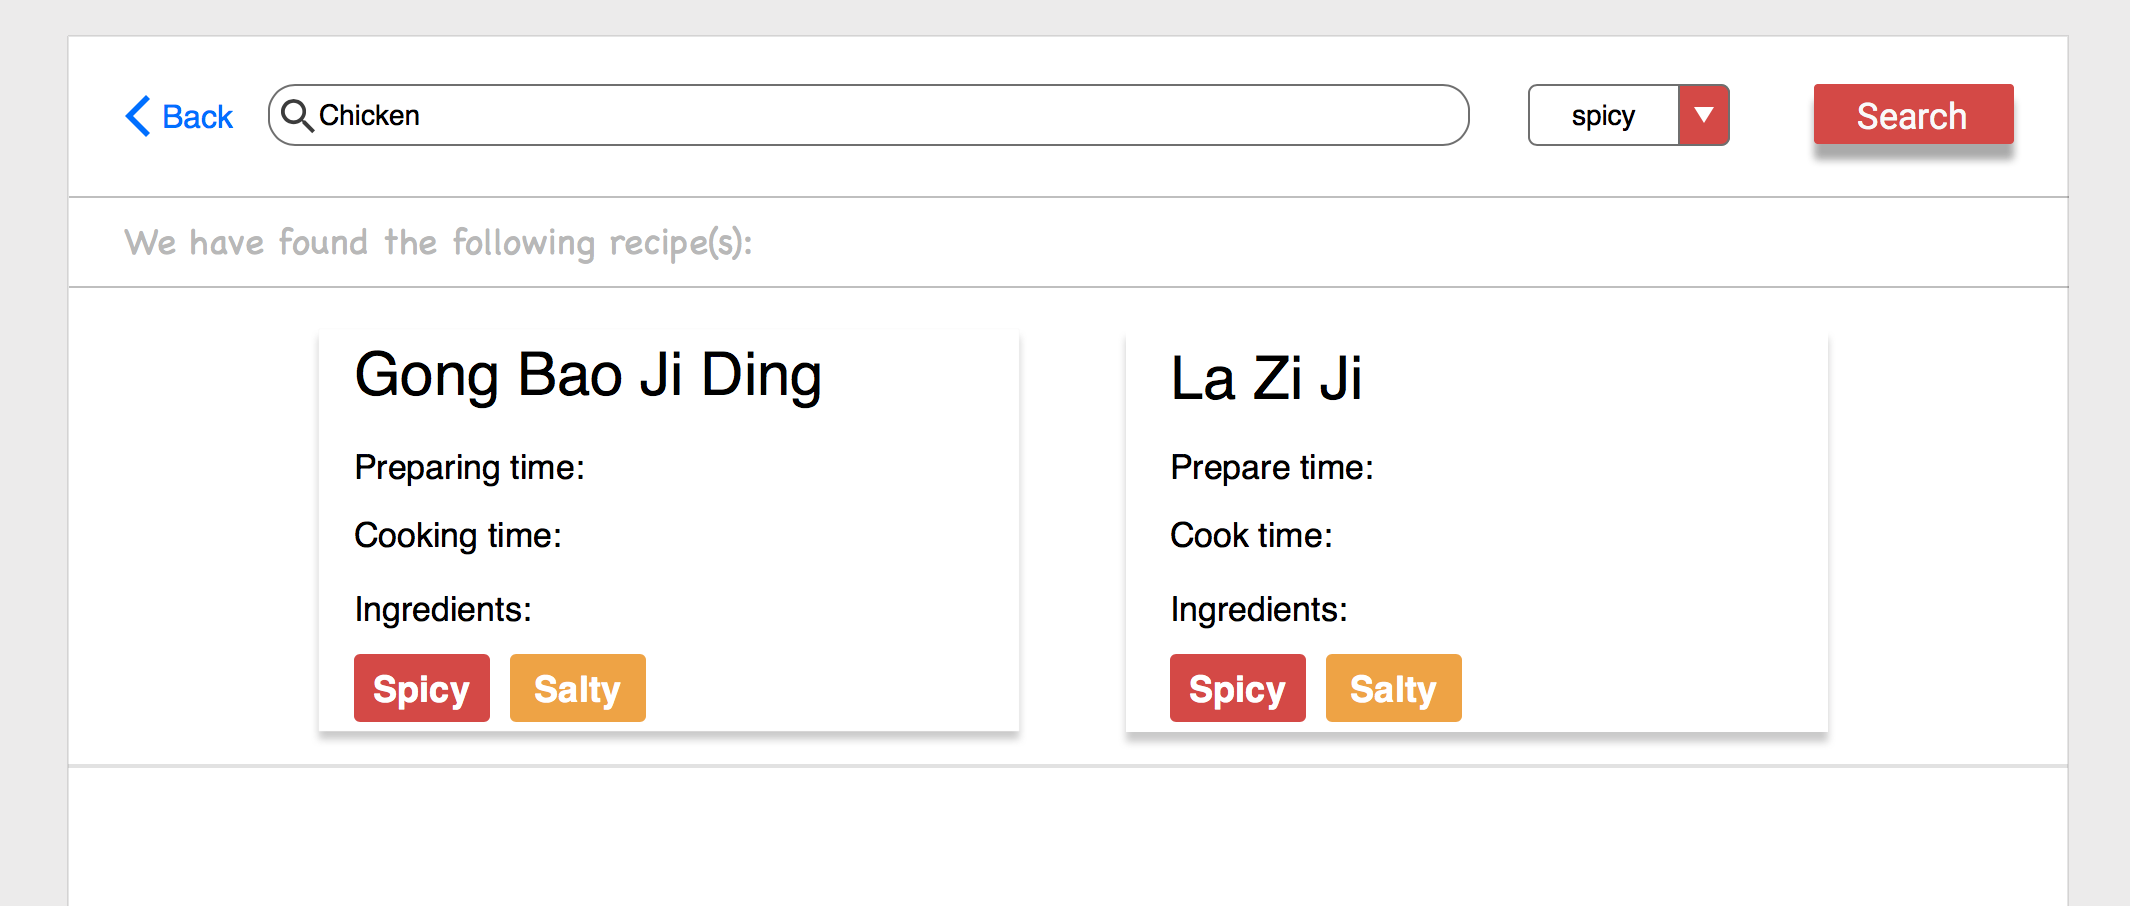 Back
Chicken
spicy
Search
We have found the following recipe(s):
Gong Bao Ji Ding
Preparing time:
Cooking time:
Ingredients:
Spicy
Salty
La Zi Ji
Prepare time:
Cook time:
Ingredients:
Spicy
Salty